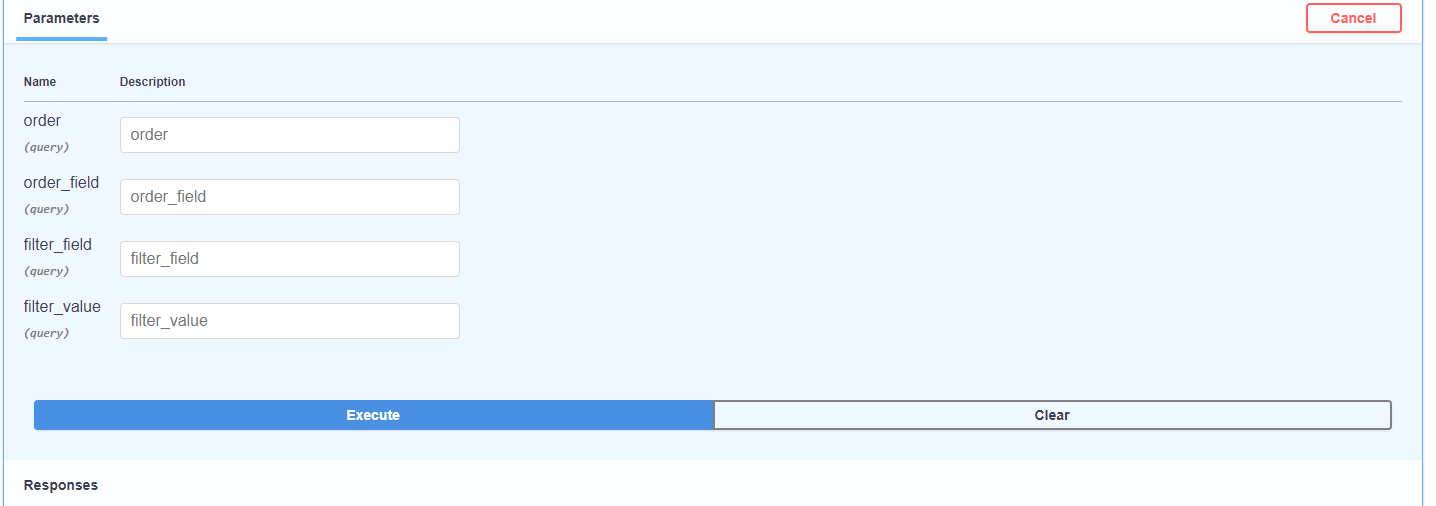 Parameters
Cancel
Name Description
order
(query)
order
order_field
(query)
order_field
filter_field
(query)
filter_field
filter_value
(query)
filter_value
Execute Clear
Responses